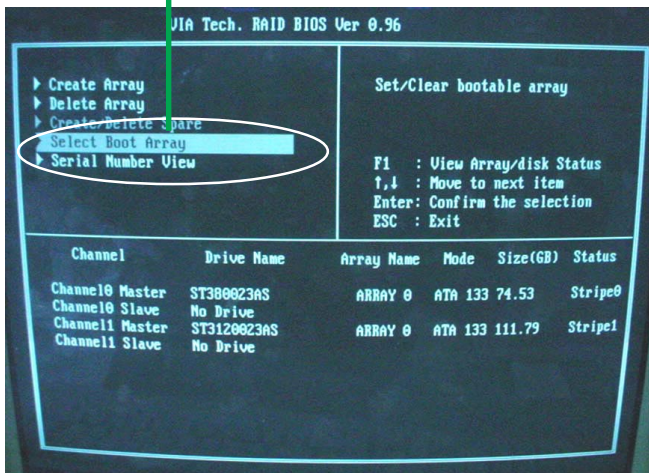 VIA Tech. RAID BIOS Ver 0.96
Create Array
Delete Array
Create/Delete Spare
Select Boot Array
Serial Number View
Set/Clear bootable array
F1 : View Array/disk Status
↑,↓ : Move to next item
Enter: Confirm the selection
ESC : Exit
Channel Drive Name Array Name Mode Size(GB) Status
Channel0 Master ST380023AS ARRAY 0 ATA 133 74.53 Stripe0
Channel0 Slave No Drive
Channel1 Master ST3120023AS ARRAY 0 ATA 133 111.79 Stripe1
Channel1 Slave No Drive